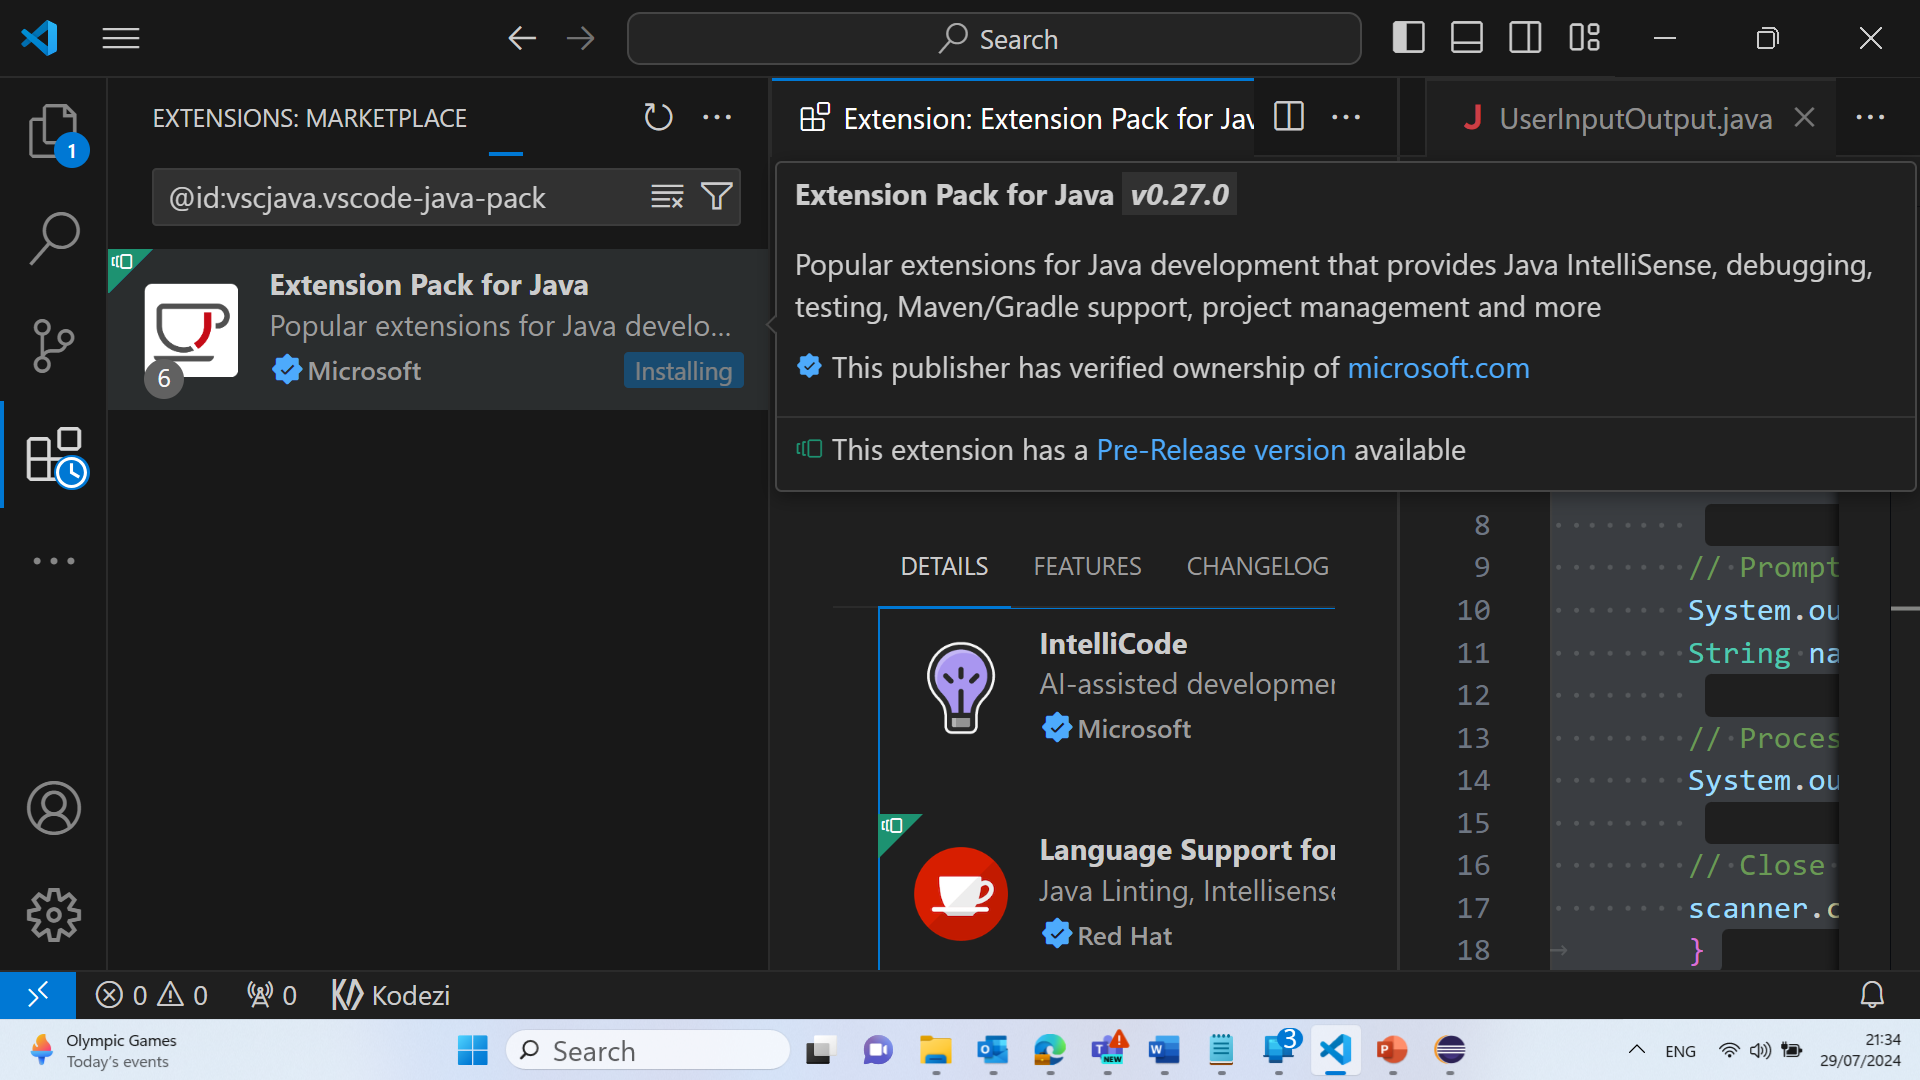 Search
EXTENSIONS: MARKETPLACE
Extension: Extension Pack for Jav
UserInputOutput.java
1
@id:vscjava.vscode-java-pack
Extension Pack for Java
Popular extensions for Java develo...
Microsoft
Installing
6
Extension Pack for Java v0.27.0
Popular extensions for Java development that provides Java IntelliSense, debugging,
testing, Maven/Gradle support, project management and more
This publisher has verified ownership of microsoft.com
This extension has a Pre-Release version available
DETAILS FEATURES CHANGELOG
IntelliCode
AI-assisted developmen
Microsoft
Language Support for
Java Linting, Intellisense
Red Hat
8
9 // Prompt
10 System.ou
11 String na
12
13 // Proces
14 System.ou
15
16 // Close
17 scanner.c
18 }
0 0 0 Kodezi
Olympic Games
Today's events
Search
NEW
3
ENG
21:34
29/07/2024